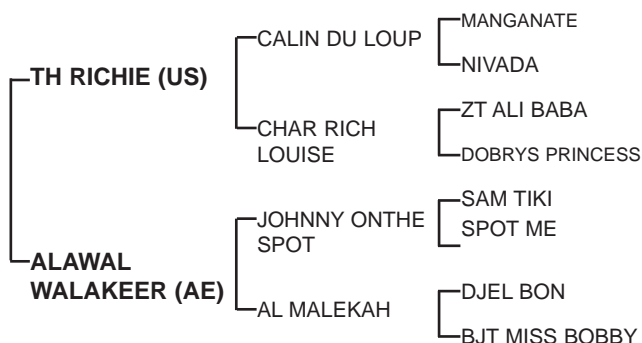 MANGANATE
CALIN DU LOUP
NIVADA
TH RICHIE (US)
ZT ALI BABA
CHAR RICH
LOUISE
DOBRYS PRINCESS
SAM TIKI
JOHNNY ONTHE
SPOT
SPOT ME
ALAWAL
WALAKEER (AE)
DJEL BON
AL MALEKAH
BJT MISS BOBBY